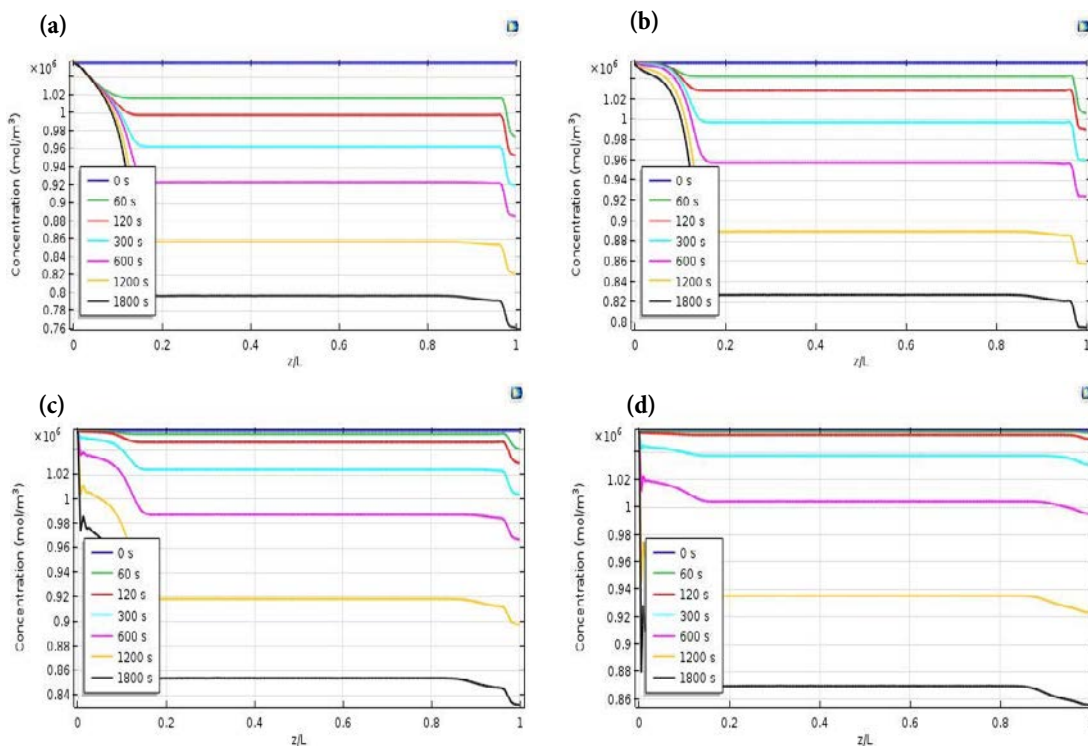 (a)
×10⁶
Concentration (mol/m³)
1.02
1
0.98
0.96
0.94
0.92
0.9
0.88
0.86
0.84
0.82
0.8
0.78
0.76
0 s
60 s
120 s
300 s
600 s
1200 s
1800 s
0 0.2 0.4 0.6 0.8 1
z/L
(b)
×10⁶
Concentration (mol/m³)
1.04
1.02
1
0.98
0.96
0.94
0.92
0.9
0.88
0.86
0.84
0.82
0.8
0 s
60 s
120 s
300 s
600 s
1200 s
1800 s
0 0.2 0.4 0.6 0.8 1
z/L
(c)
×10⁶
Concentration (mol/m³)
1.02
1
0.98
0.96
0.94
0.92
0.9
0.88
0.86
0.84
0 s
60 s
120 s
300 s
600 s
1200 s
1800 s
0 0.2 0.4 0.6 0.8 1
z/L
(d)
×10⁶
Concentration (mol/m³)
1.02
1
0.98
0.96
0.94
0.92
0.9
0.88
0.86
0 s
60 s
120 s
300 s
600 s
1200 s
1800 s
0 0.2 0.4 0.6 0.8 1
z/L